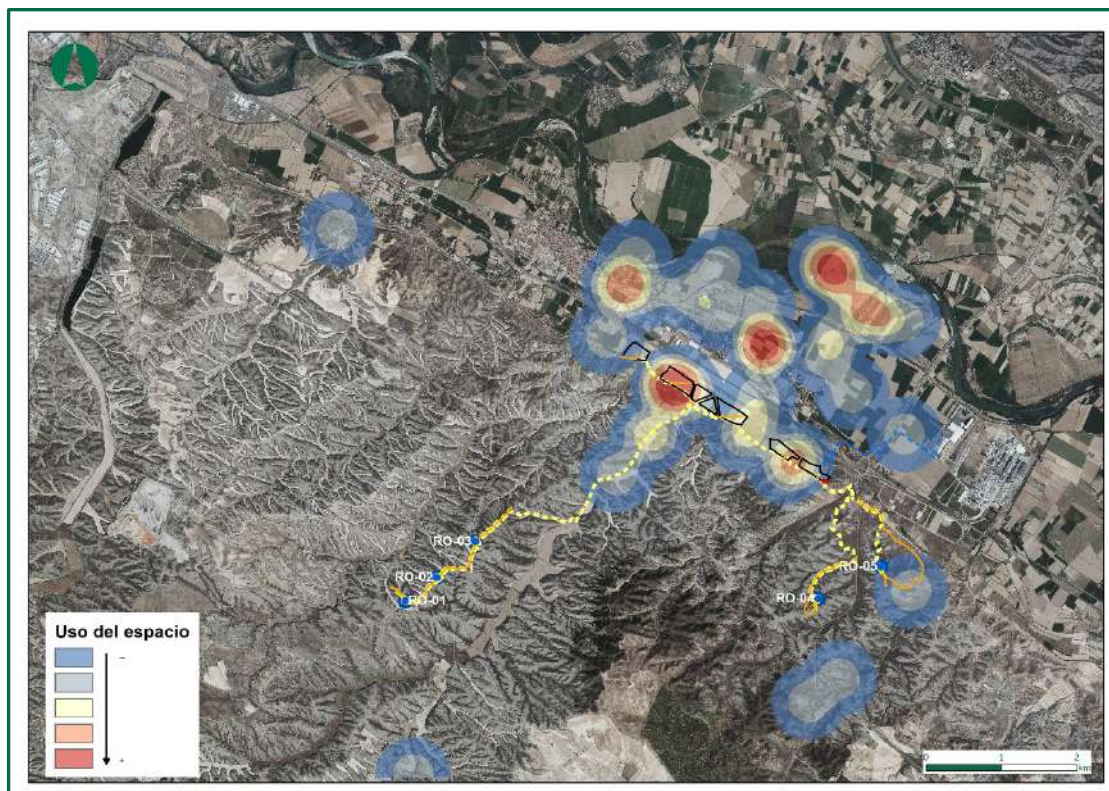 RO-03
RO-02
RO-01
RO-05
RO-04
Uso del espacio
–
+
0 1 2
km